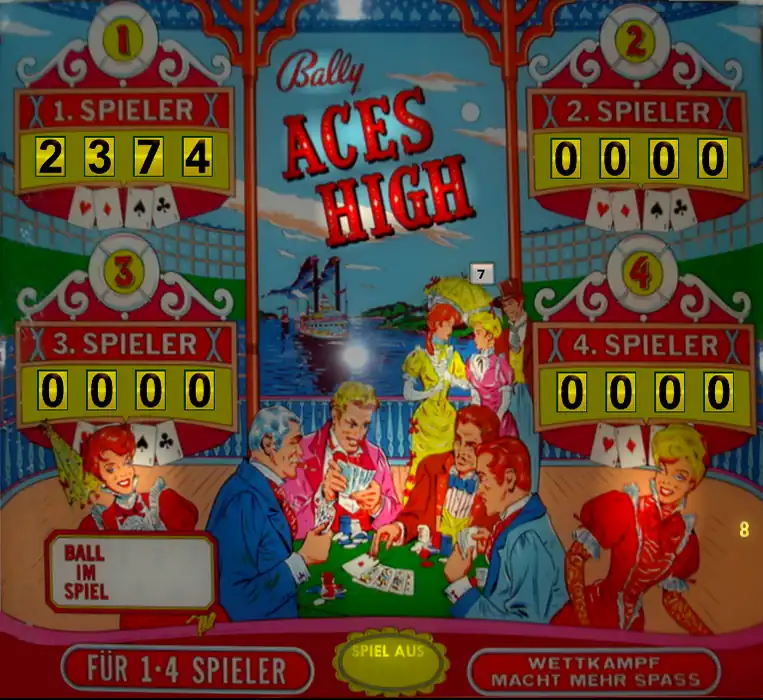 1
1. SPIELER
2 3 7 4
Bally
ACES
HIGH
2
2. SPIELER
0 0 0 0
3
3. SPIELER
0 0 0 0
7
4
4. SPIELER
0 0 0 0
8
BALL
IM
SPIEL
FÜR 1-4 SPIELER
SPIEL AUS
WETTKAMPF
MACHT MEHR SPASS